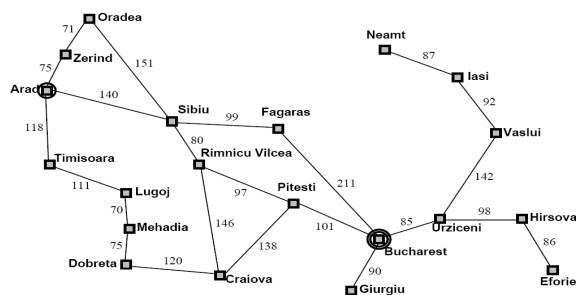 Oradea
71
Neamt
Zerind
151
87
75
Iasi
Arad
140
92
Sibiu
99
Fagaras
118
Vaslui
80
Timisoara
Rimnicu Vilcea
111
211
142
Lugoj
97
Pitesti
70
146
101
85
98
Hirsova
Mehadia
138
Urziceni
75
86
120
Bucharest
Dobreta
90
Craiova
Eforie
Giurgiu